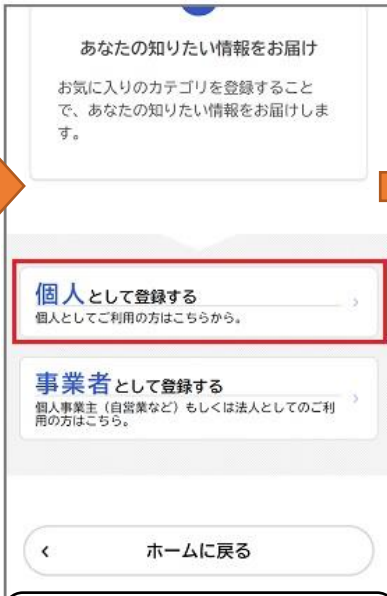 あなたの知りたい情報をお届け
お気に入りのカテゴリを登録すること
で、あなたの知りたい情報をお届けしま
す。
個人として登録する
個人としてご利用の方はこちらから。
事業者として登録する
個人事業主（自営業など）もしくは法人としてのご利
用の方はこちら。
ホームに戻る